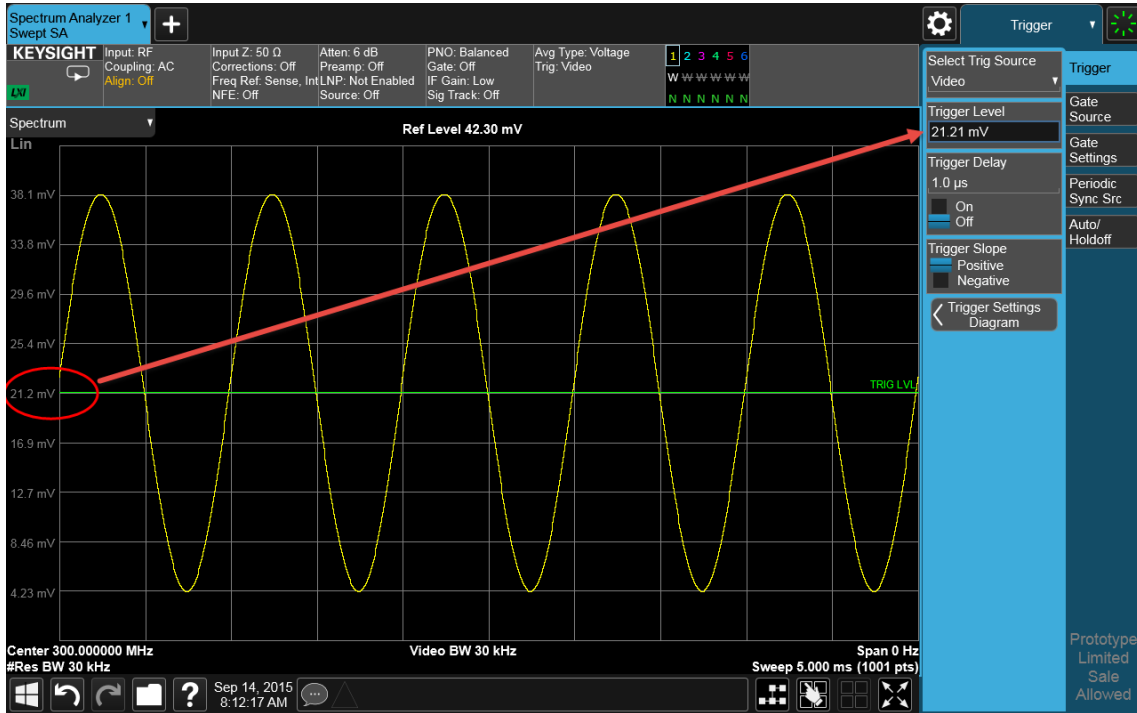 Spectrum Analyzer 1
Swept SA
Trigger
KEYSIGHT
LXI
Input: RF
Coupling: AC
Align: Off
Input Z: 50 Ω
Corrections: Off
Freq Ref: Sense, Int
NFE: Off
Atten: 6 dB
Preamp: Off
LNP: Not Enabled
Source: Off
PNO: Balanced
Gate: Off
IF Gain: Low
Sig Track: Off
Avg Type: Voltage
Trig: Video
1 2 3 4 5 6
W W W W W W
N N N N N N
Spectrum
Lin
Ref Level 42.30 mV
38.1 mV
33.8 mV
29.6 mV
25.4 mV
21.2 mV
16.9 mV
12.7 mV
8.46 mV
4.23 mV
TRIG LVL
Center 300.000000 MHz
#Res BW 30 kHz
Video BW 30 kHz
Span 0 Hz
Sweep 5.000 ms (1001 pts)
Select Trig Source
Video
Trigger Level
21.21 mV
Trigger Delay
1.0 µs
On
Off
Trigger Slope
Positive
Negative
Trigger Settings
Diagram
Trigger
Gate
Source
Gate
Settings
Periodic
Sync Src
Auto/
Holdoff
Prototype
Limited
Sale
Allowed
?
Sep 14, 2015
8:12:17 AM